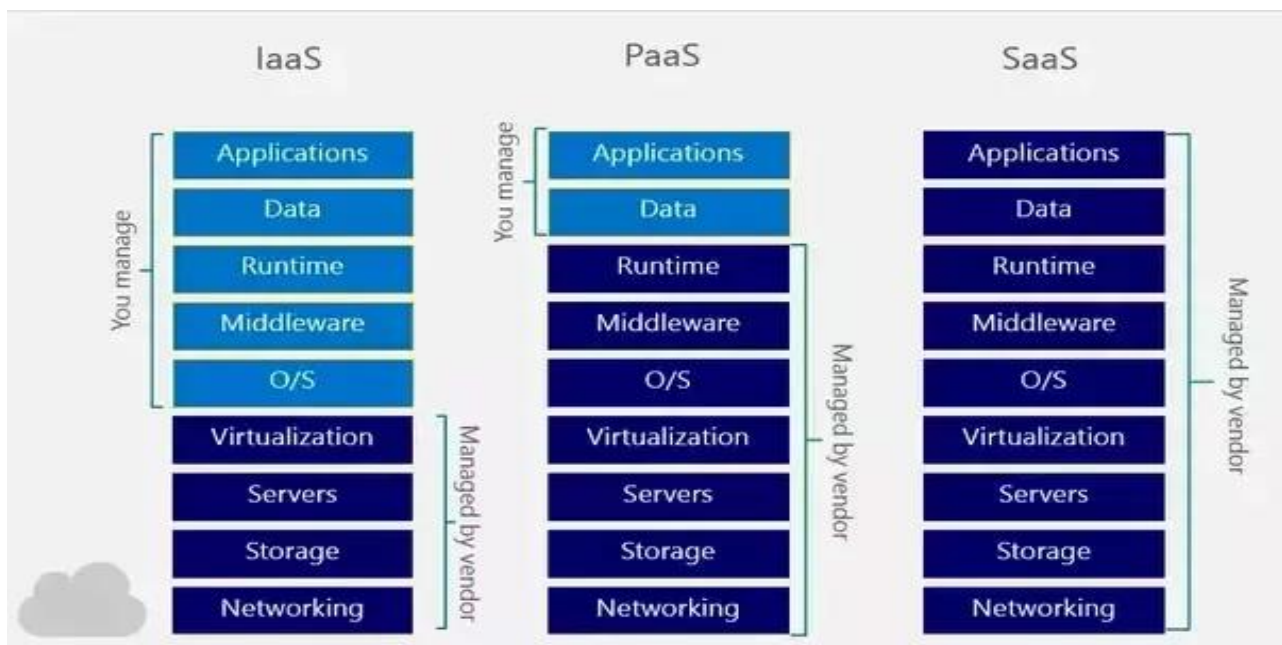 IaaS
PaaS
SaaS
You manage
Applications
Data
Runtime
Middleware
O/S
Virtualization
Servers
Storage
Networking
Managed by vendor
You manage
Applications
Data
Runtime
Middleware
O/S
Virtualization
Servers
Storage
Networking
Managed by vendor
Applications
Data
Runtime
Middleware
O/S
Virtualization
Servers
Storage
Networking
Managed by vendor